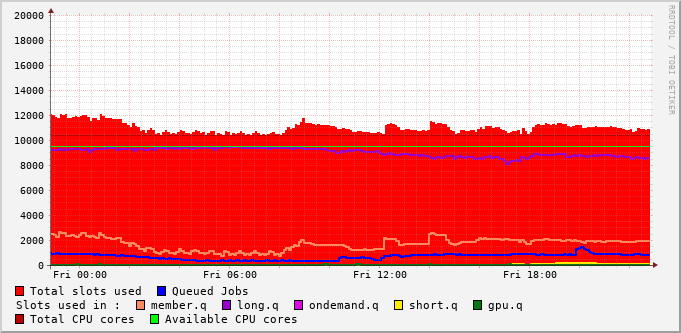 20000
18000
16000
14000
12000
10000
8000
6000
4000
2000
0
Fri 00:00 Fri 06:00 Fri 12:00 Fri 18:00
RRDTOOL / TOBI OETIKER
Total slots used Queued Jobs
Slots used in : member.q long.q ondemand.q short.q gpu.q
Total CPU cores Available CPU cores